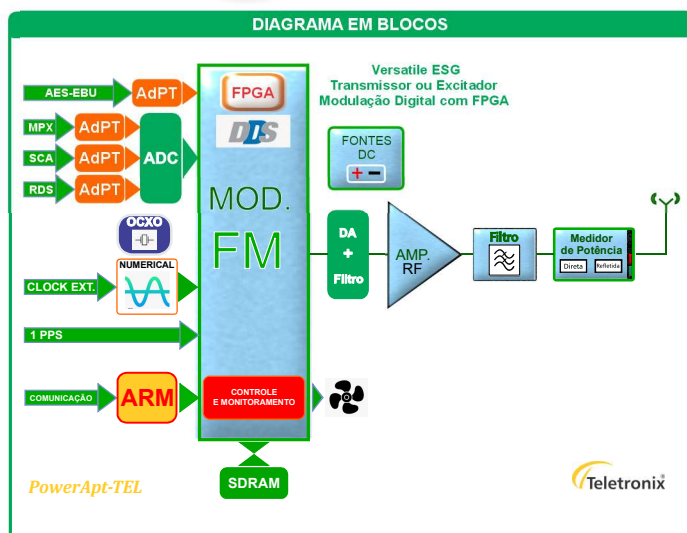 DIAGRAMA EM BLOCOS
Versatile ESG
Transmissor ou Excitador
Modulação Digital com FPGA
AES-EBU
AdPT
FPGA
DDS
MPX
AdPT
SCA
AdPT
RDS
AdPT
ADC
FONTES
DC
MOD.
FM
OCXO
NUMERICAL
CLOCK EXT.
1 PPS
DA
+
Filtro
AMP.
RF
Filtro
Medidor
de Potência
Direta
Refletida
COMUNICAÇÃO
ARM
CONTROLE
E MONITORAMENTO
SDRAM
PowerApt-TEL
Teletronix